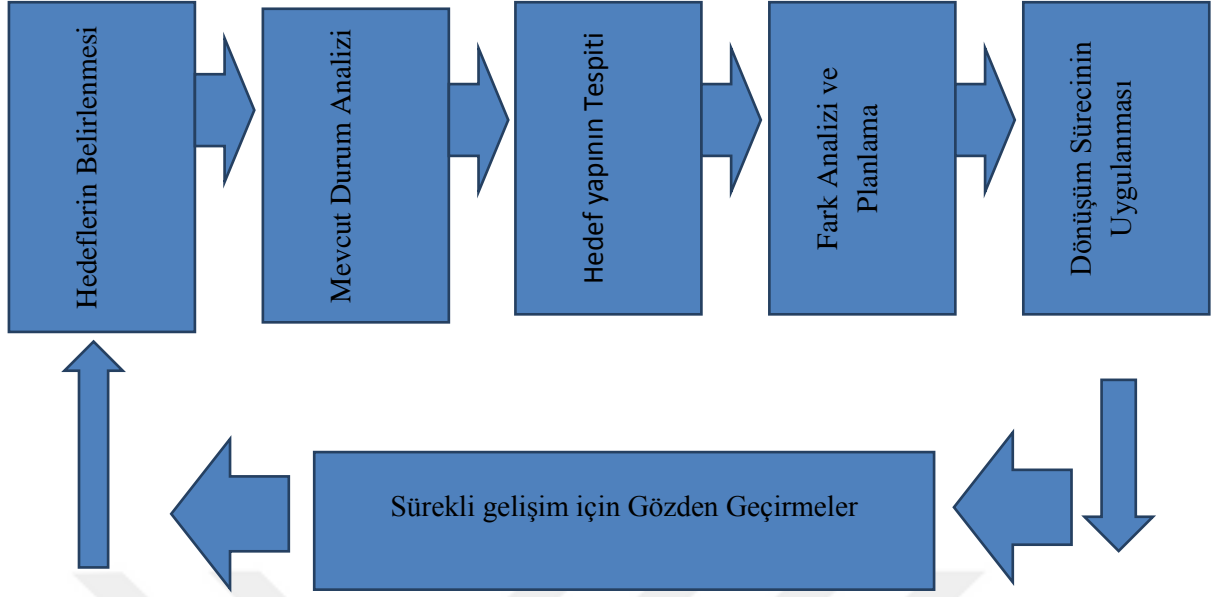 Hedeflerin Belirlenmesi
Mevcut Durum Analizi
Hedef yapının Tespiti
Fark Analizi ve
Planlama
Dönüşüm Sürecinin
Uygulanması
Sürekli gelişim için Gözden Geçirmeler